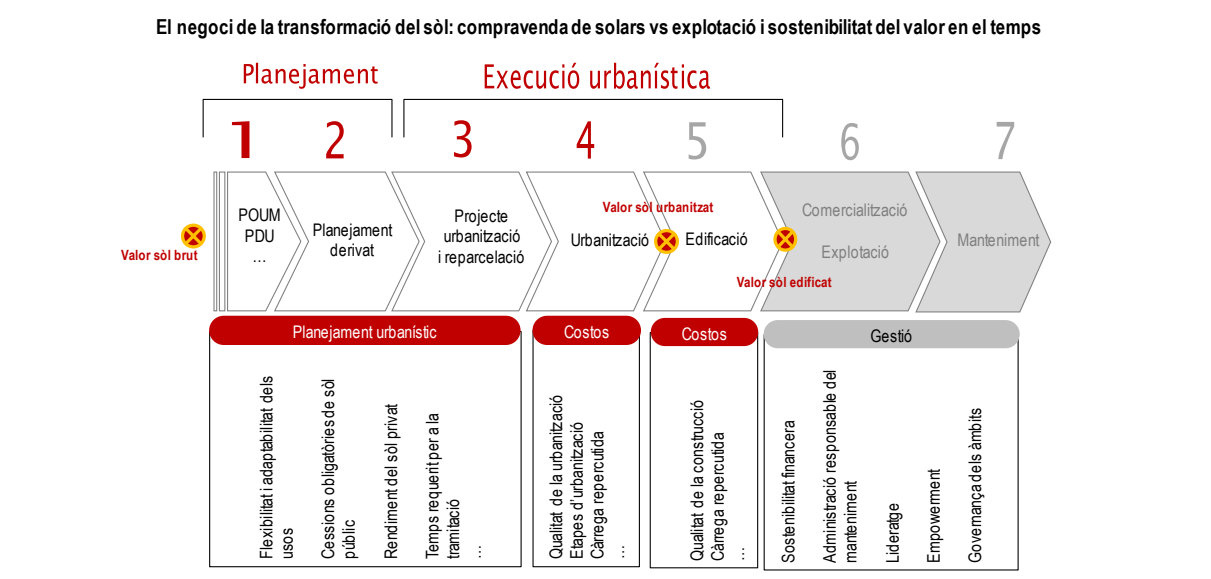 El negoci de la transformació del sòl: compravenda de solars vs explotació i sostenibilitat del valor en el temps
Planejament
Execució urbanística
1
2
3
4
5
6
7
Valor sòl brut
POUM
PDU
…
Planejament
derivat
Projecte
urbanització
i reparcelació
Valor sòl urbanitzat
Urbanització
Edificació
Valor sòl edificat
Comercialització
Explotació
Manteniment
Planejament urbanístic
Costos
Costos
Gestió
Flexibilitat i adaptabilitat dels
usos
Cessions obligatòries de sòl
públic
Rendiment del sòl privat
Temps requerit per a la
tramitació
…
Qualitat de la urbanització
Etapes d'urbanització
Càrrega repercutida
…
Qualitat de la construcció
Càrrega repercutida
…
Sostenibilitat financera
Administració responsable del
manteniment
Lideratge
Empowerment
Governança dels àmbits